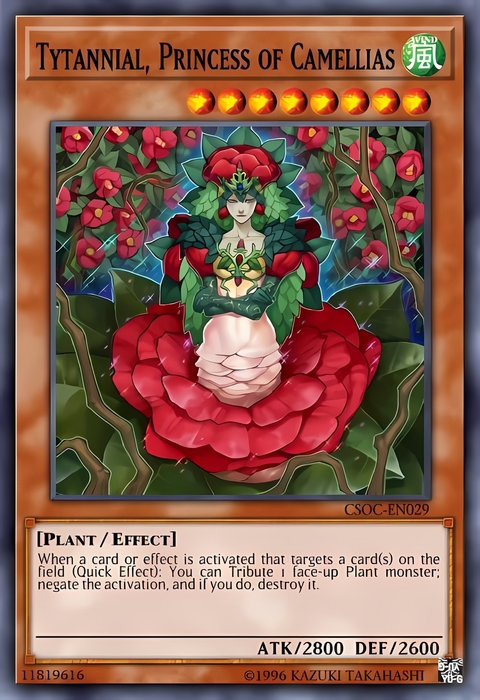 TYTANNIAL, PRINCESS OF CAMELLIAS
WIND
風
CSOC-EN029
[PLANT / EFFECT]
When a card or effect is activated that targets a card(s) on the
field (Quick Effect): You can Tribute 1 face-up Plant monster;
negate the activation, and if you do, destroy it.
ATK/2800 DEF/2600
11819616
©1996 KAZUKI TAKAHASHI